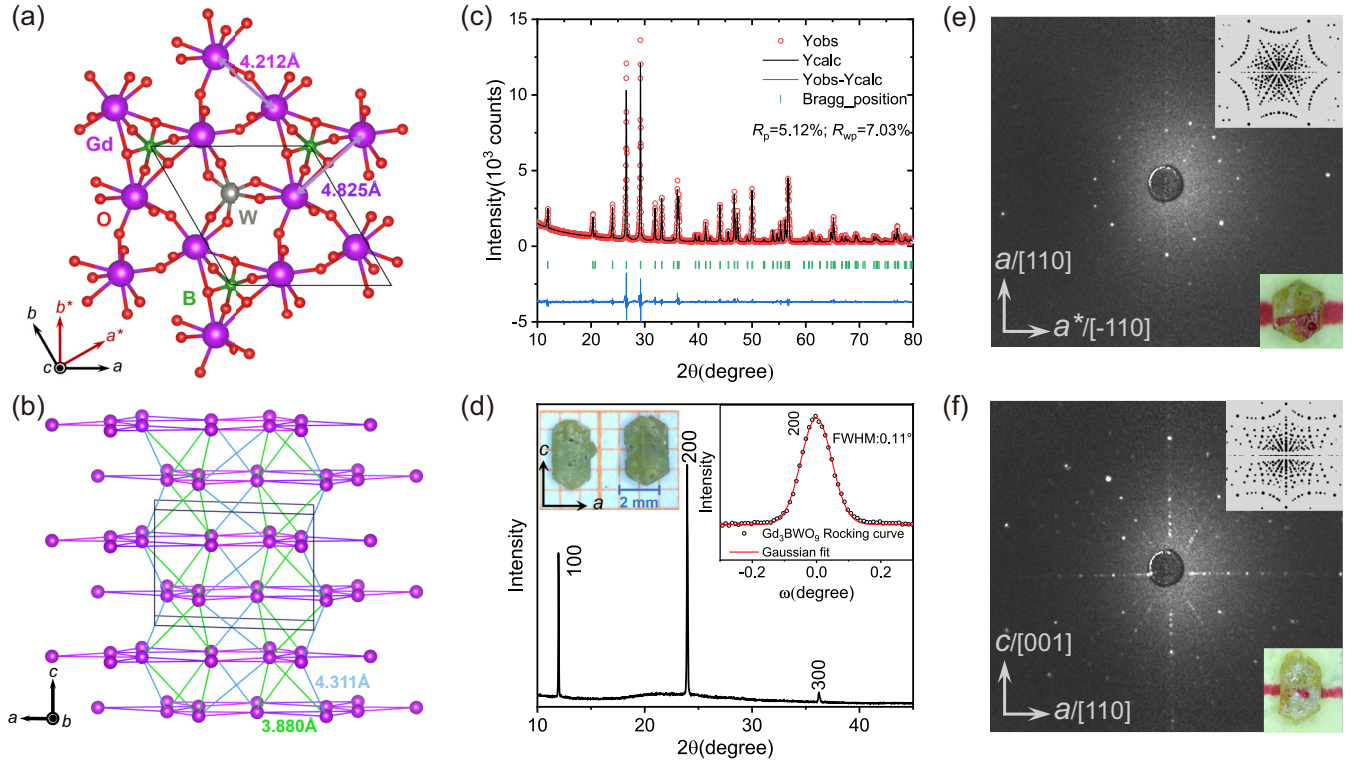 (a)
4.212Å
Gd
4.825Å
O
W
B
b
b*
a*
c
a
(b)
c
a
b
4.311Å
3.880Å
(c)
15
10
5
0
-5
Intensity(10³ counts)
Yobs
Ycalc
Yobs-Ycalc
Bragg_position
Rp=5.12%; Rwp=7.03%
10 20 30 40 50 60 70 80
2θ(degree)
(d)
c
a
2 mm
100
200
300
Intensity
10 20 30 40
2θ(degree)
200
FWHM:0.11°
Intensity
Gd₃BWO₉ Rocking curve
Gaussian fit
-0.2 0.0 0.2
ω(degree)
(e)
a/[110]
a*/[-110]
(f)
c/[001]
a/[110]